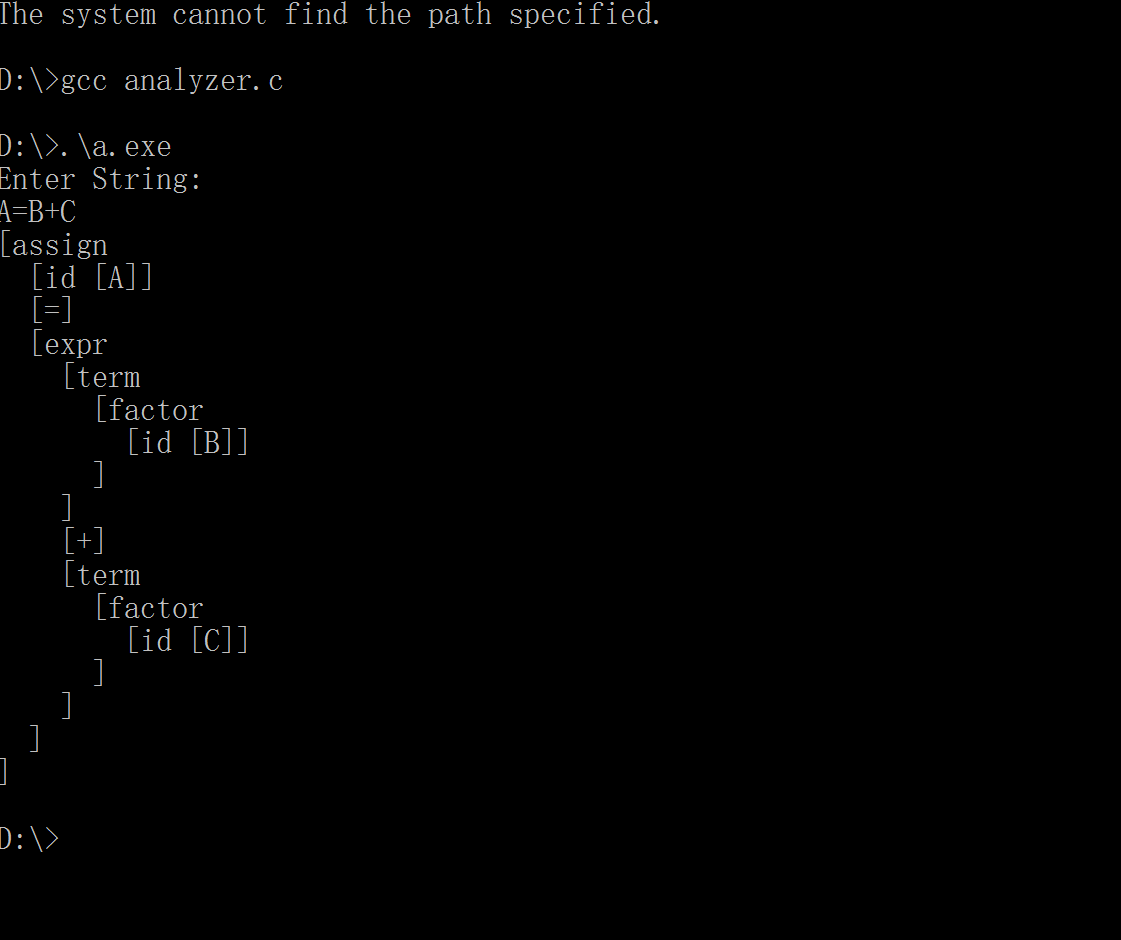 The system cannot find the path specified.
D:\>gcc analyzer.c
D:\>.\a.exe
Enter String:
A=B+C
[assign
  [id [A]]
  [=]
  [expr
    [term
      [factor
        [id [B]]
      ]
    ]
    [+]
    [term
      [factor
        [id [C]]
      ]
    ]
  ]
]
D:\>